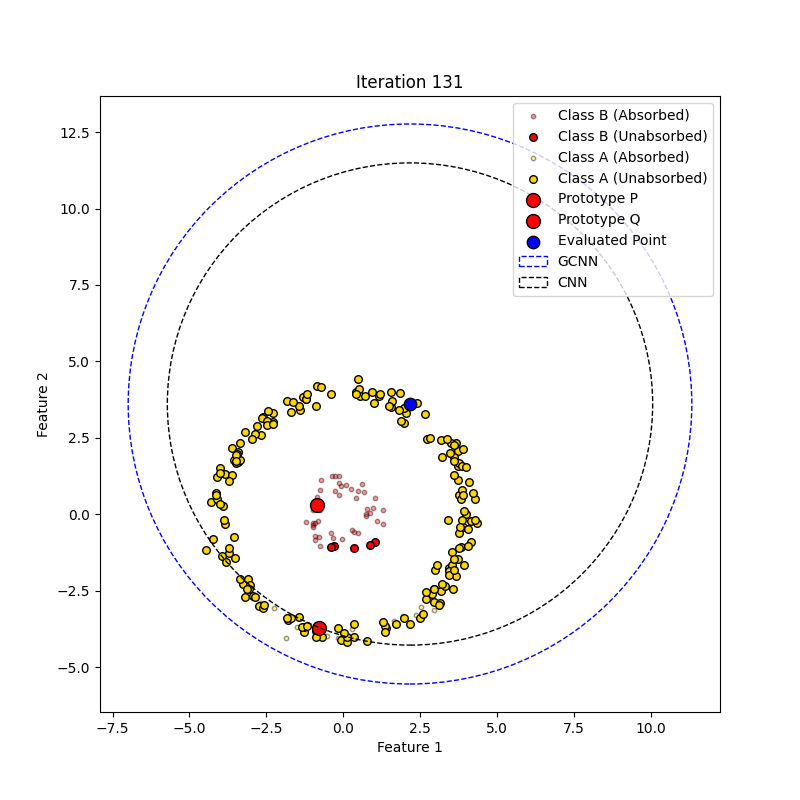 Iteration 131
Class B (Absorbed)
Class B (Unabsorbed)
Class A (Absorbed)
Class A (Unabsorbed)
Prototype P
Prototype Q
Evaluated Point
GCNN
CNN
12.5
10.0
7.5
5.0
2.5
0.0
−2.5
−5.0
Feature 2
−7.5 −5.0 −2.5 0.0 2.5 5.0 7.5 10.0
Feature 1